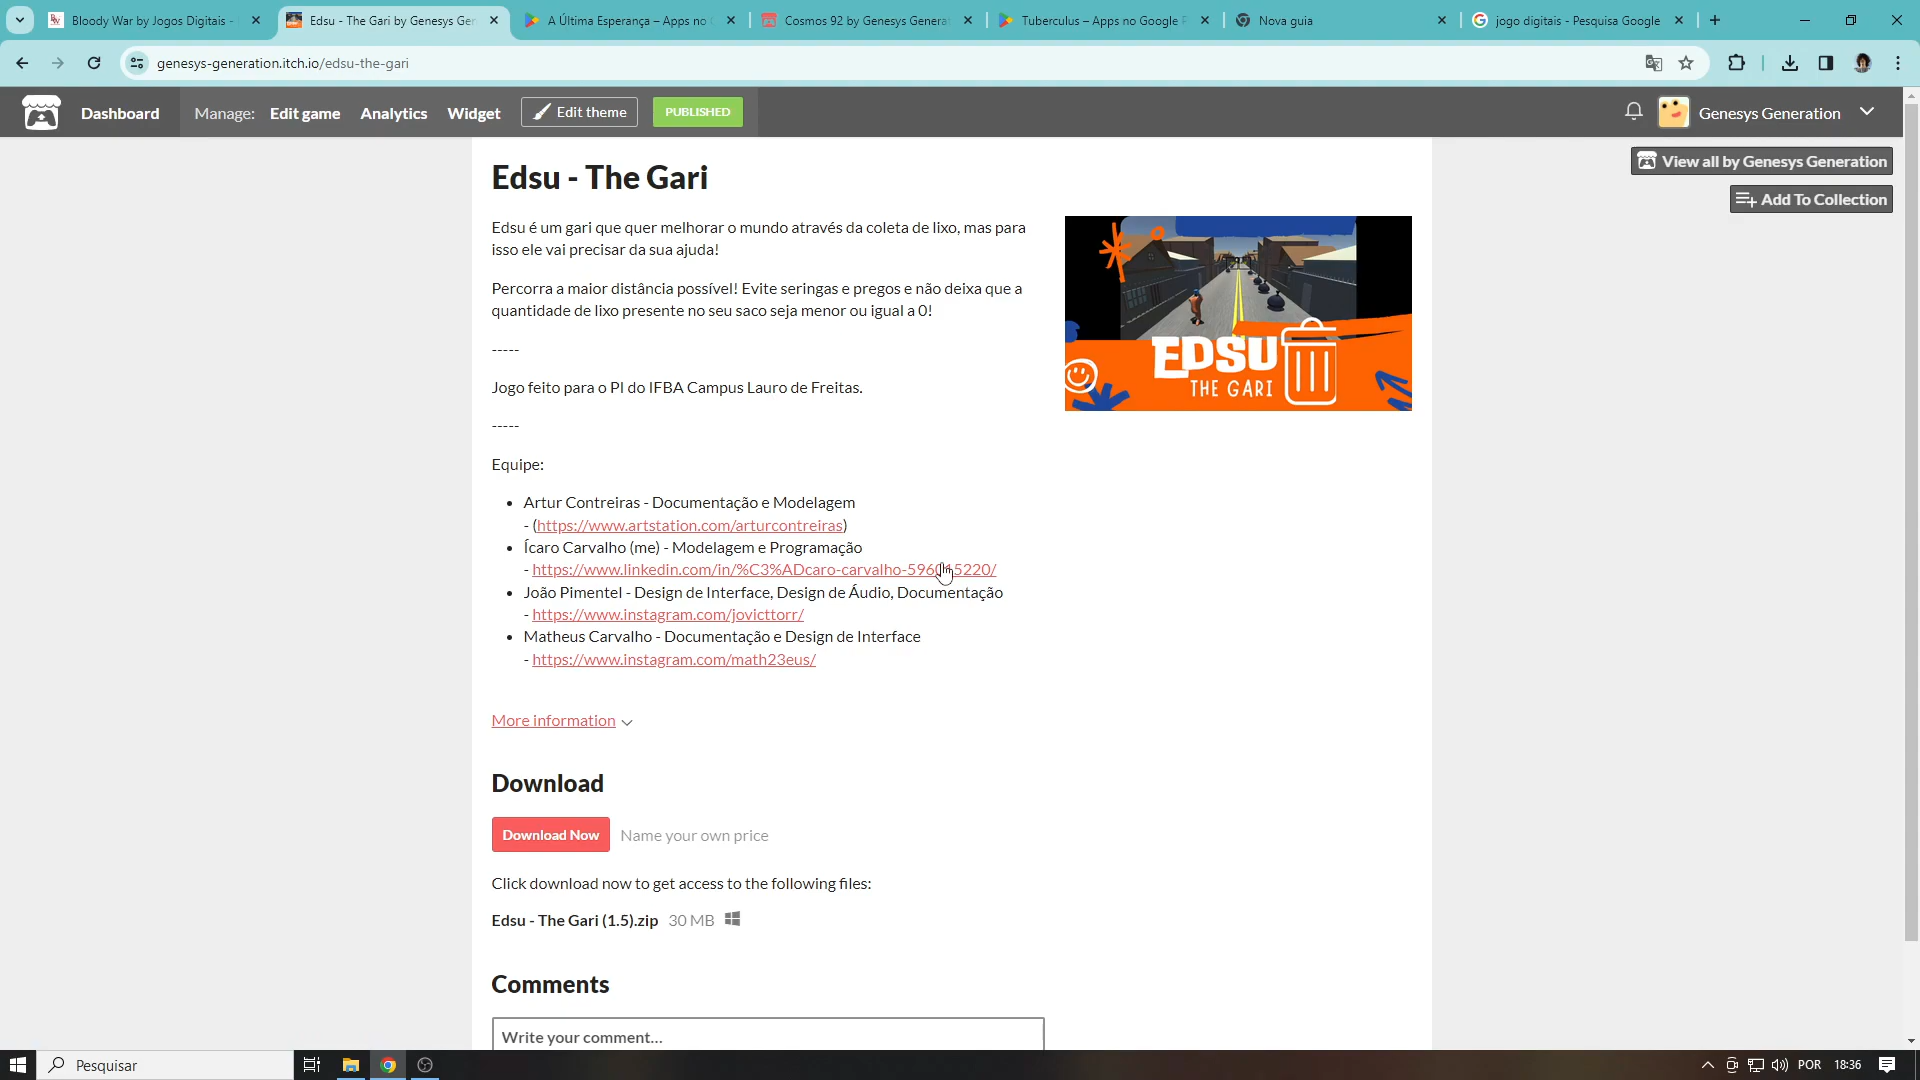 Bloody War by Jogos Digitais -
Edsu - The Gari by Genesys Gen
A Última Esperança – Apps no
Cosmos 92 by Genesys Generat
Tuberculus – Apps no Google P
Nova guia
jogo digitais - Pesquisa Google
genesys-generation.itch.io/edsu-the-gari
Dashboard
Manage:
Edit game
Analytics
Widget
Edit theme
PUBLISHED
Genesys Generation
View all by Genesys Generation
Add To Collection
Edsu - The Gari
Edsu é um gari que quer melhorar o mundo através da coleta de lixo, mas para
isso ele vai precisar da sua ajuda!
Percorra a maior distância possível! Evite seringas e pregos e não deixa que a
quantidade de lixo presente no seu saco seja menor ou igual a 0!
-----
Jogo feito para o PI do IFBA Campus Lauro de Freitas.
-----
EDSU
THE GARI
Equipe:
• Artur Contreiras - Documentação e Modelagem
- (https://www.artstation.com/arturcontreiras)
• Ícaro Carvalho (me) - Modelagem e Programação
- https://www.linkedin.com/in/%C3%ADcaro-carvalho-
• João Pimentel - Design de Interface, Design de Áudio, Documentação
- https://www.instagram.com/jovicttorr/
• Matheus Carvalho - Documentação e Design de Interface
- https://www.instagram.com/math23eus/
More information
Download
Download Now
Name your own price
Click download now to get access to the following files:
Edsu - The Gari (1.5).zip 30 MB
Comments
Write your comment...
Pesquisar
POR
18:36